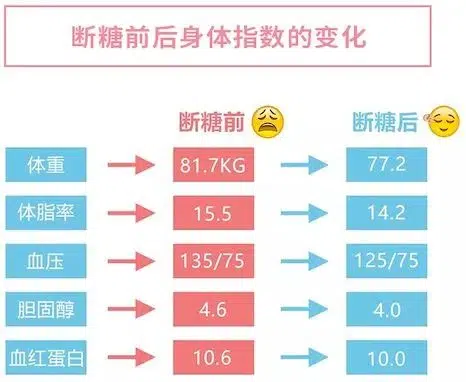 断糖前后身体指数的变化
断糖前 断糖后
体重 81.7KG 77.2
体脂率 15.5 14.2
血压 135/75 125/75
胆固醇 4.6 4.0
血红蛋白 10.6 10.0